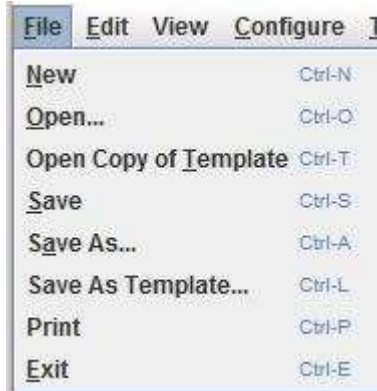 File Edit View Configure
New Ctrl-N
Open... Ctrl-O
Open Copy of Template Ctrl-T
Save Ctrl-S
Save As... Ctrl-A
Save As Template... Ctrl-L
Print Ctrl-P
Exit Ctrl-E